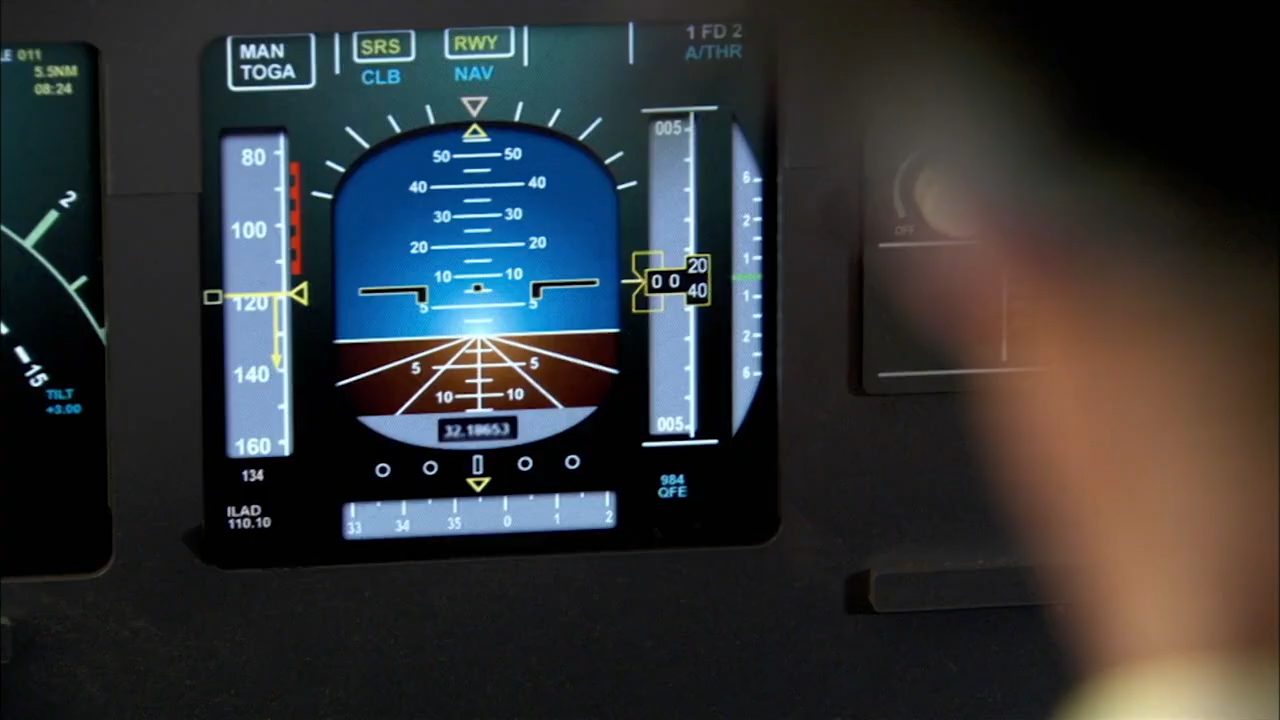 LE 011
5.5NM
08:24
2
15
TILT
+3.00
MAN
TOGA
SRS
CLB
RWY
NAV
1 FD 2
A/THR
80
100
120
140
160
134
ILAD
110.10
50 50
40 40
30 30
20 20
10 10
5 5
5 5
10 10
32.18653
33 34 35 0 1 2
005
0 0 20
40
005
984
QFE
6
2
1
1
2
6
OFF